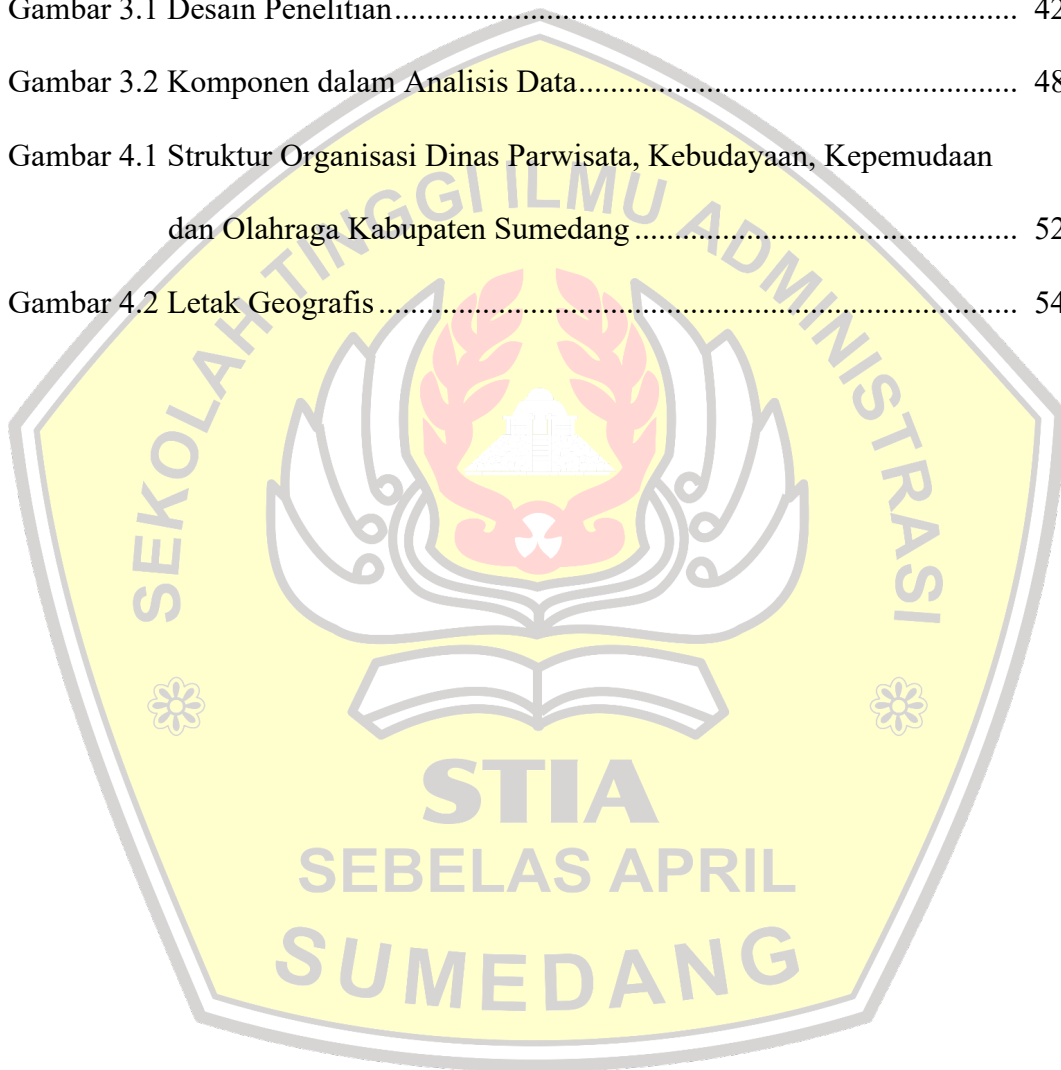 Gambar 3.1 Desain Penelitian.......................................................................... 42
Gambar 3.2 Komponen dalam Analisis Data.................................................... 48
Gambar 4.1 Struktur Organisasi Dinas Parwisata, Kebudayaan, Kepemudaan
dan Olahraga Kabupaten Sumedang ............................................. 52
Gambar 4.2 Letak Geografis ............................................................................ 54
SEKOLAH TINGGI ILMU ADMINISTRASI
STIA
SEBELAS APRIL
SUMEDANG